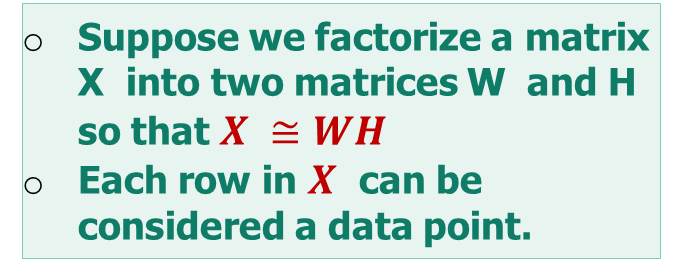 ○ Suppose we factorize a matrix
X and into two matrices W and H
so that X ≅ WH
○ Each row in X can be
considered a data point.